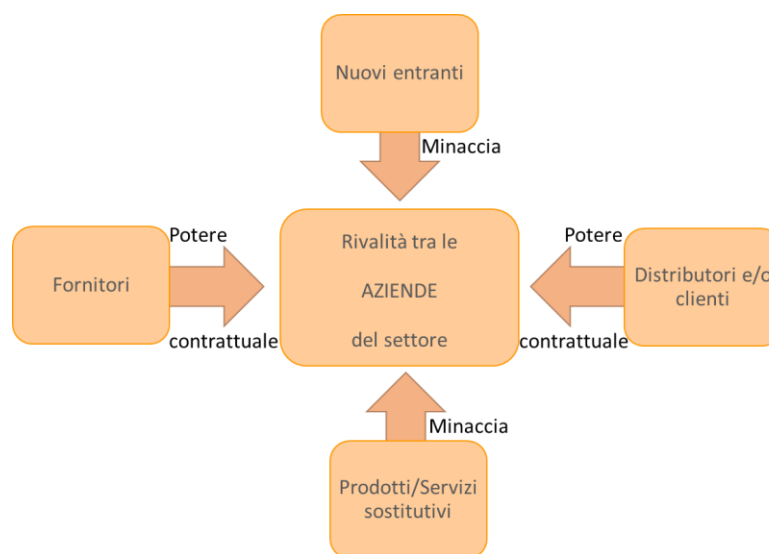 Nuovi entranti
Minaccia
Potere
Fornitori
contrattuale
Rivalità tra le
AZIENDE
del settore
Potere
Distributori e/o
clienti
contrattuale
Minaccia
Prodotti/Servizi
sostitutivi